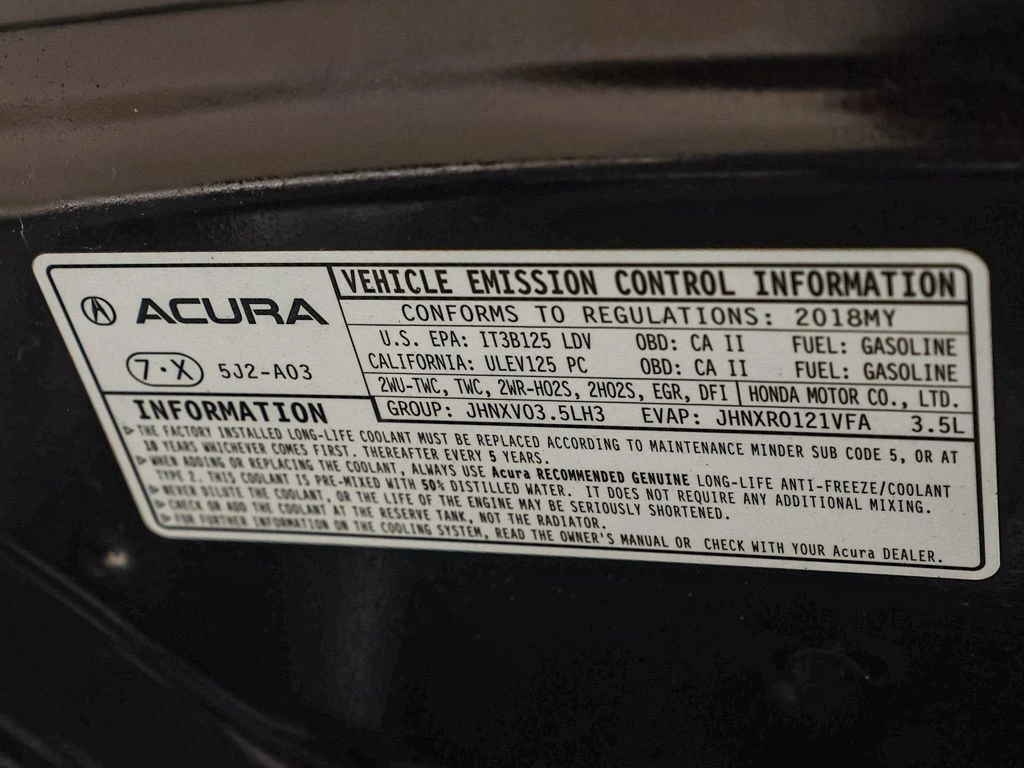 ACURA
7·X 5J2-A03
VEHICLE EMISSION CONTROL INFORMATION
CONFORMS TO REGULATIONS: 2018MY
U.S. EPA: IT3B125 LDV OBD: CA II FUEL: GASOLINE
CALIFORNIA: ULEV125 PC OBD: CA II FUEL: GASOLINE
2WU-TWC, TWC, 2WR-HO2S, 2HO2S, EGR, DFI HONDA MOTOR CO., LTD.
GROUP: JHNXV03.5LH3 EVAP: JHNXR0121VFA 3.5L
INFORMATION
▷THE FACTORY INSTALLED LONG-LIFE COOLANT MUST BE REPLACED ACCORDING TO MAINTENANCE MINDER SUB CODE 5, OR AT
10 YEARS WHICHEVER COMES FIRST. THEREAFTER EVERY 5 YEARS.
▷WHEN ADDING OR REPLACING THE COOLANT, ALWAYS USE Acura RECOMMENDED GENUINE LONG-LIFE ANTI-FREEZE/COOLANT
TYPE 2. THIS COOLANT IS PRE-MIXED WITH 50% DISTILLED WATER. IT DOES NOT REQUIRE ANY ADDITIONAL MIXING.
▷NEVER DILUTE THE COOLANT, OR THE LIFE OF THE ENGINE MAY BE SERIOUSLY SHORTENED.
▷CHECK OR ADD THE COOLANT AT THE RESERVE TANK, NOT THE RADIATOR.
▷FOR FURTHER INFORMATION ON THE COOLING SYSTEM, READ THE OWNER'S MANUAL OR CHECK WITH YOUR Acura DEALER.